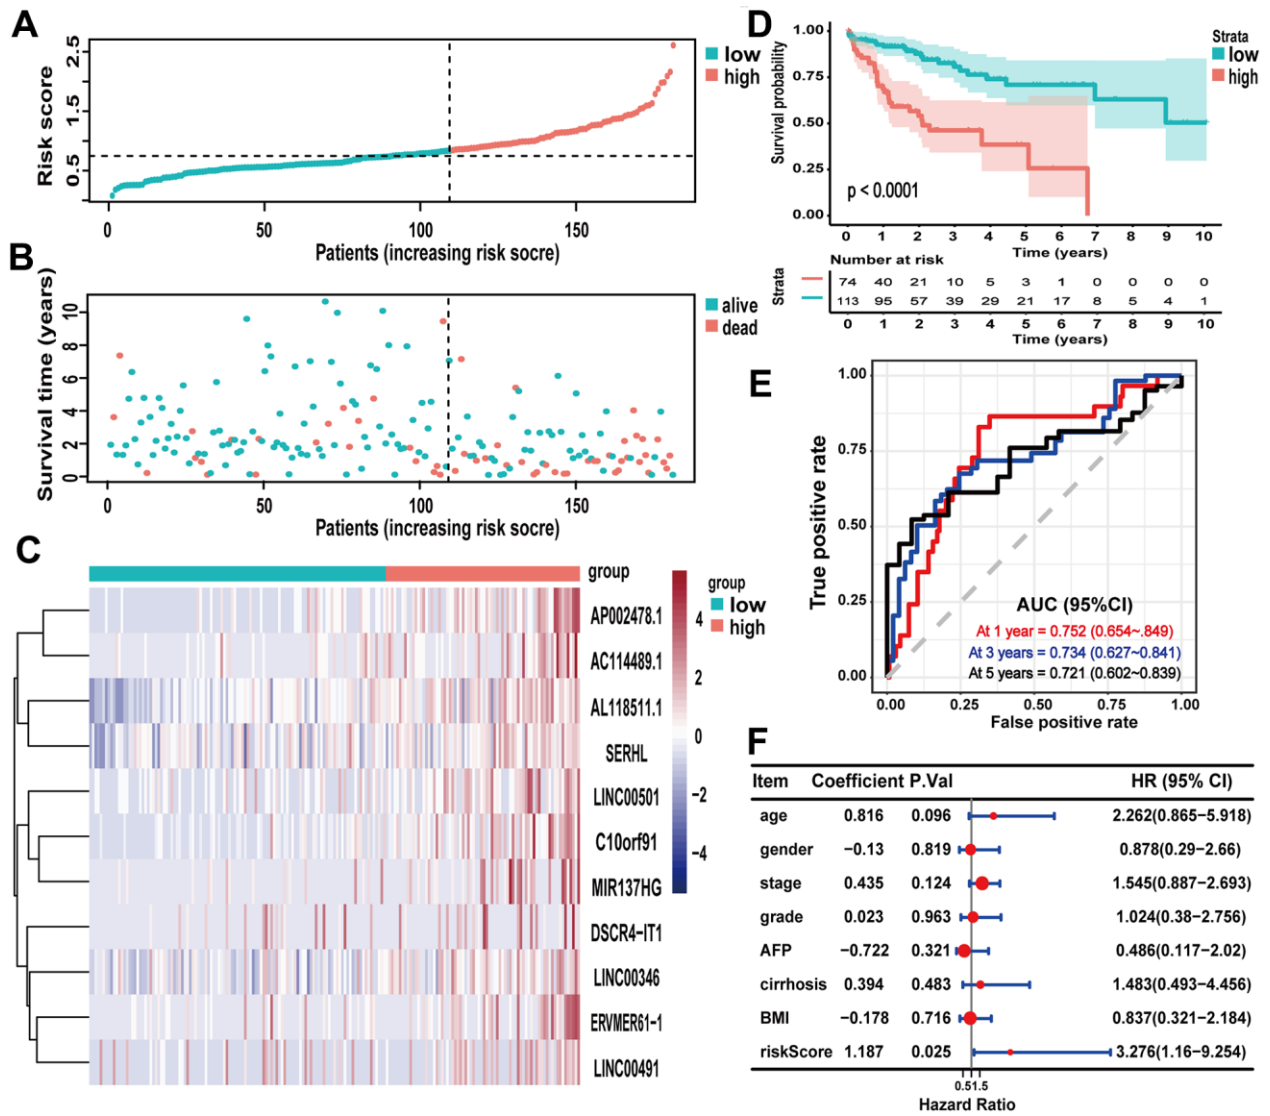 A
Risk score
2.5
1.5
0.5
0 50 100 150
Patients (increasing risk socre)
low
high
B
Survival time (years)
10
8
6
4
2
0
0 50 100 150
Patients (increasing risk socre)
alive
dead
C
group
AP002478.1
AC114489.1
AL118511.1
SERHL
LINC00501
C10orf91
MIR137HG
DSCR4-IT1
LINC00346
ERVMER61-1
LINC00491
4
2
0
−2
−4
group
low
high
D
Survival probability
1.00
0.75
0.50
0.25
0.00
p < 0.0001
0 1 2 3 4 5 6 7 8 9 10
Time (years)
Strata
low
high
Number at risk
Strata
74 40 21 10 5 3 1 0 0 0 0
113 95 57 39 29 21 17 8 5 4 1
0 1 2 3 4 5 6 7 8 9 10
Time (years)
E
True positive rate
1.00
0.75
0.50
0.25
0.00
AUC (95%CI)
At 1 year = 0.752 (0.654~.849)
At 3 years = 0.734 (0.627~0.841)
At 5 years = 0.721 (0.602~0.839)
0.00 0.25 0.50 0.75 1.00
False positive rate
F
Item Coefficient P.Val HR (95% CI)
age 0.816 0.096 2.262(0.865−5.918)
gender −0.13 0.819 0.878(0.29−2.66)
stage 0.435 0.124 1.545(0.887−2.693)
grade 0.023 0.963 1.024(0.38−2.756)
AFP −0.722 0.321 0.486(0.117−2.02)
cirrhosis 0.394 0.483 1.483(0.493−4.456)
BMI −0.178 0.716 0.837(0.321−2.184)
riskScore 1.187 0.025 3.276(1.16−9.254)
0.51.5
Hazard Ratio